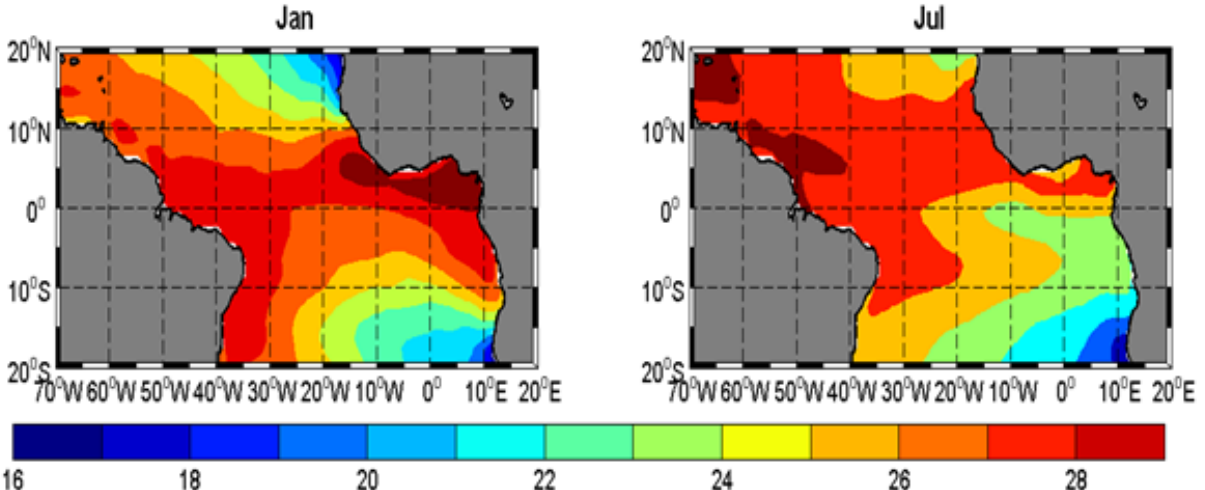 Jan Jul
20⁰N 20⁰N
10⁰N 10⁰N
0⁰ 0⁰
10⁰S 10⁰S
20⁰S 20⁰S
70⁰W 60⁰W 50⁰W 40⁰W 30⁰W 20⁰W 10⁰W 0⁰ 10⁰E 20⁰E 70⁰W 60⁰W 50⁰W 40⁰W 30⁰W 20⁰W 10⁰W 0⁰ 10⁰E 20⁰E
16 18 20 22 24 26 28